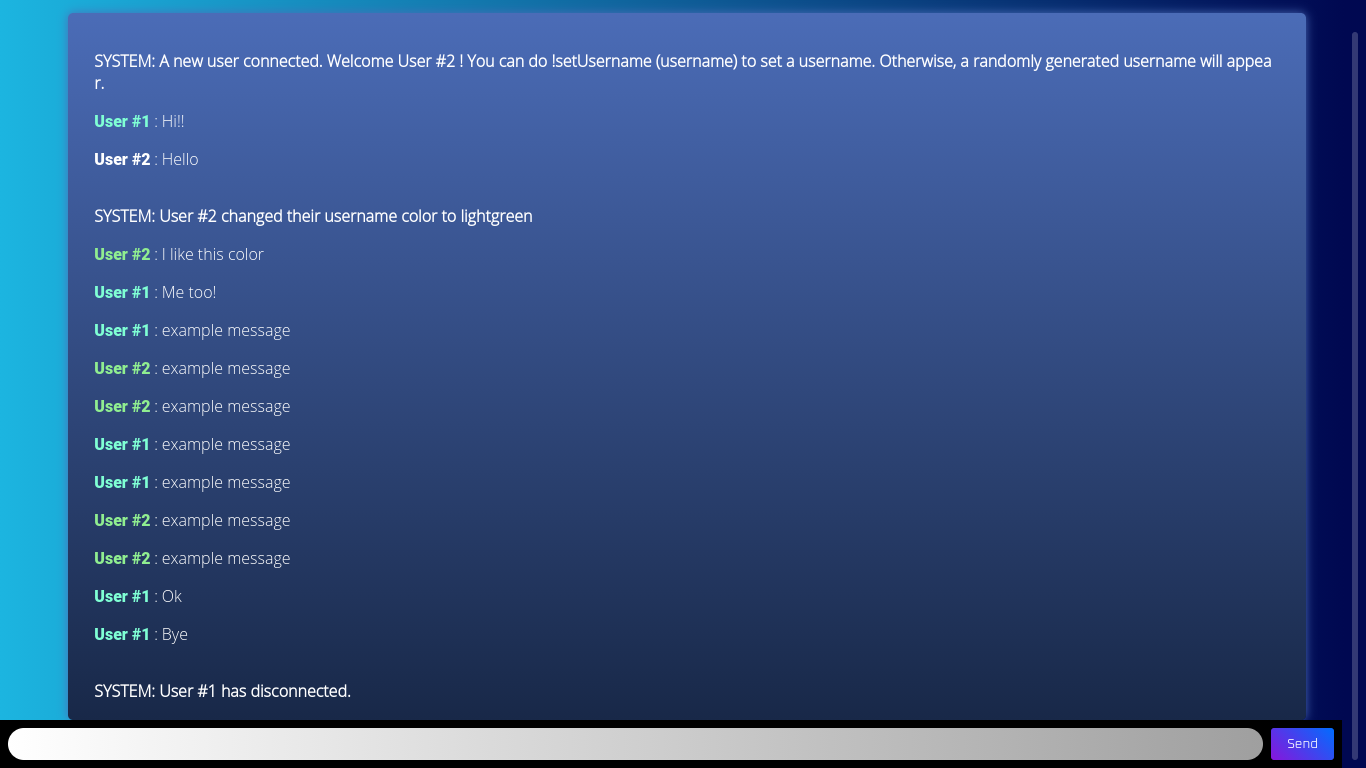 SYSTEM: A new user connected. Welcome User #2 ! You can do !setUsername (username) to set a username. Otherwise, a randomly generated username will appea
r.
User #1 : Hi!!
User #2 : Hello
SYSTEM: User #2 changed their username color to lightgreen
User #2 : I like this color
User #1 : Me too!
User #1 : example message
User #2 : example message
User #2 : example message
User #1 : example message
User #1 : example message
User #2 : example message
User #2 : example message
User #1 : Ok
User #1 : Bye
SYSTEM: User #1 has disconnected.
Send